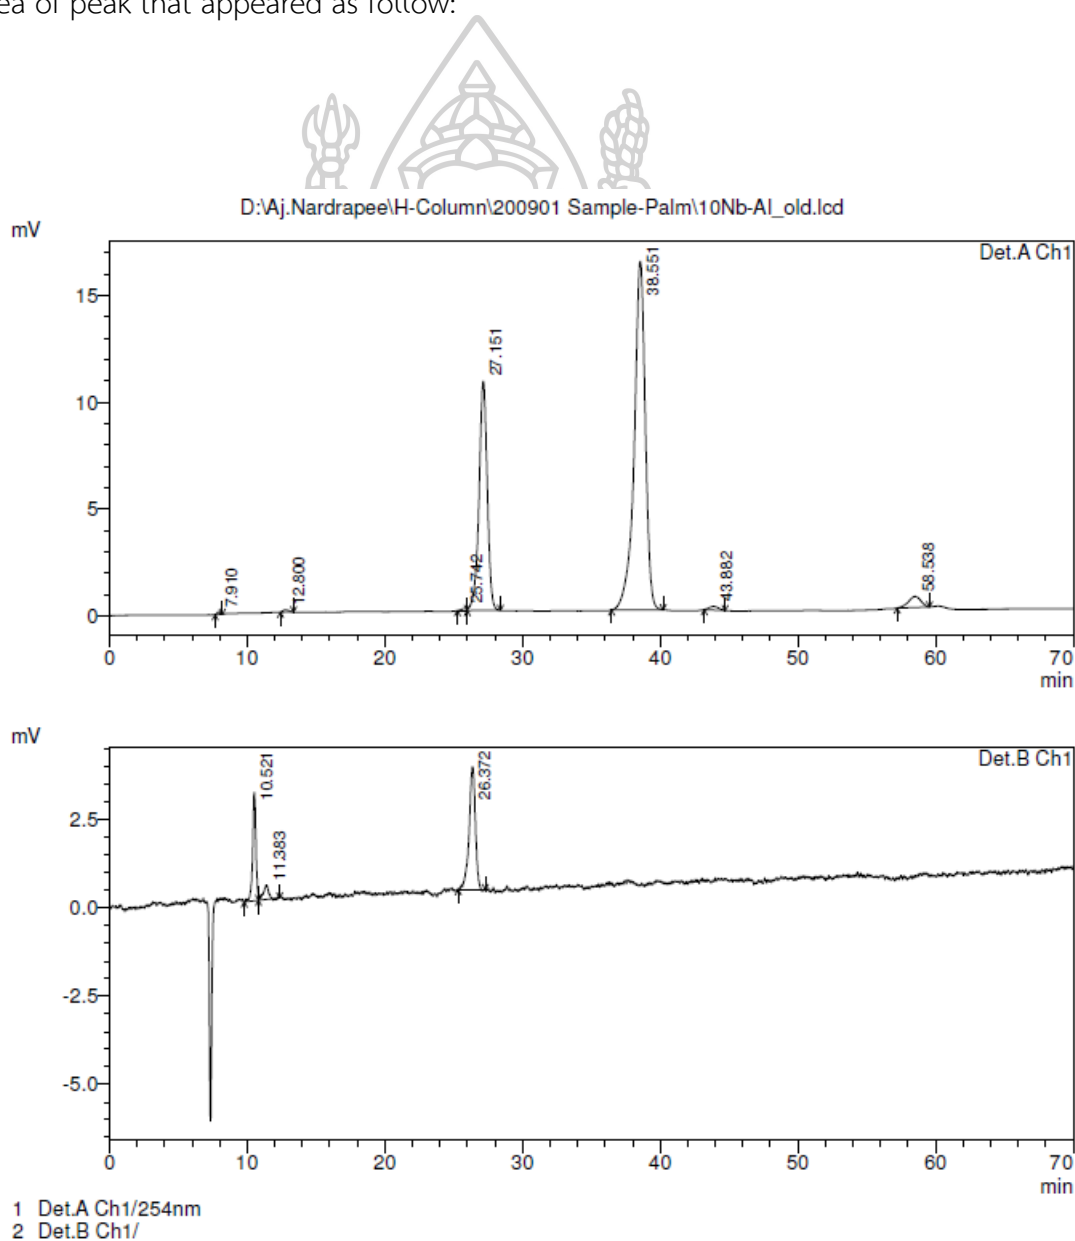 ea of peak that appeared as follow:
D:\Aj.Nardrapee\H-Column\200901 Sample-Palm\10Nb-Al_old.lcd
mV
Det.A Ch1
15
10
5
0
7.910
12.800
25.742
27.151
38.551
43.882
58.538
0 10 20 30 40 50 60 70
min
mV
Det.B Ch1
2.5
0.0
-2.5
-5.0
10.521
11.383
26.372
0 10 20 30 40 50 60 70
min
1 Det.A Ch1/254nm
2 Det.B Ch1/